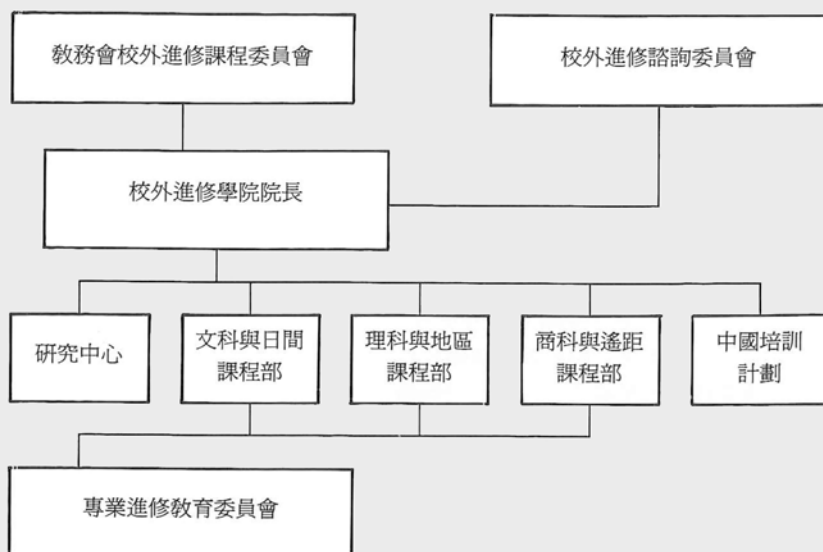 敎務會校外進修課程委員會
校外進修諮詢委員會
校外進修學院院長
研究中心
文科與日間
課程部
理科與地區
課程部
商科與遙距
課程部
中國培訓
計劃
專業進修敎育委員會